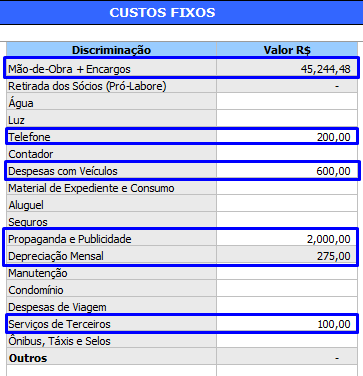 CUSTOS FIXOS
Discriminação Valor R$
Mão-de-Obra + Encargos 45,244,48
Retirada dos Sócios (Pró-Labore) -
Água
Luz
Telefone 200,00
Contador
Despesas com Veículos 600,00
Material de Expediente e Consumo
Aluguel
Seguros
Propaganda e Publicidade 2,000,00
Depreciação Mensal 275,00
Manutenção
Condomínio
Despesas de Viagem
Serviços de Terceiros 100,00
Ônibus, Táxis e Selos
Outros -